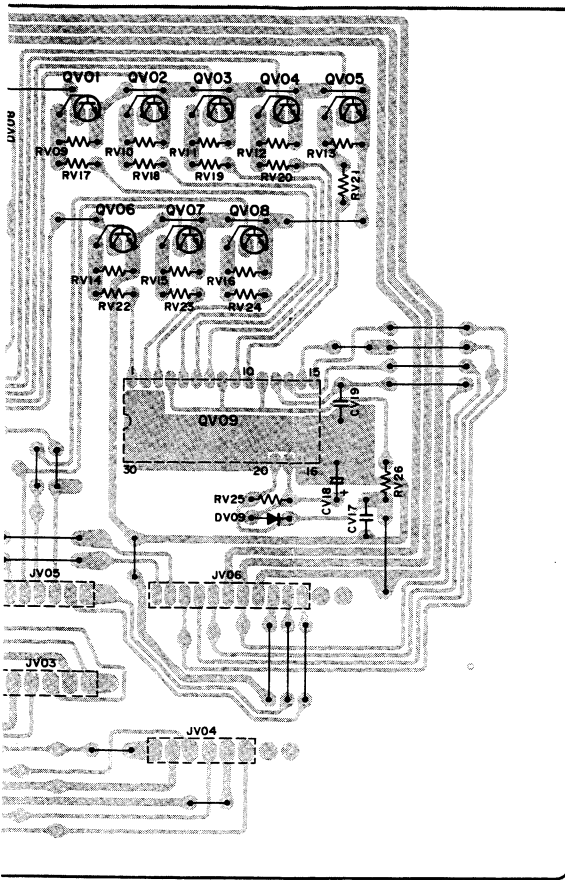 QV01 QV02 QV03 QV04 QV05
DV08
RV09 RV10 RV11 RV12 RV13
RV17 RV18 RV19 RV20
RV21
QV06 QV07 QV08
RV14 RV15 RV16
RV22 RV23 RV24
1 10 15
CV19
QV09
30 20 16
RV26
RV25
CV18 +
CV17
DV09
JV05 JV06
JV03
JV04